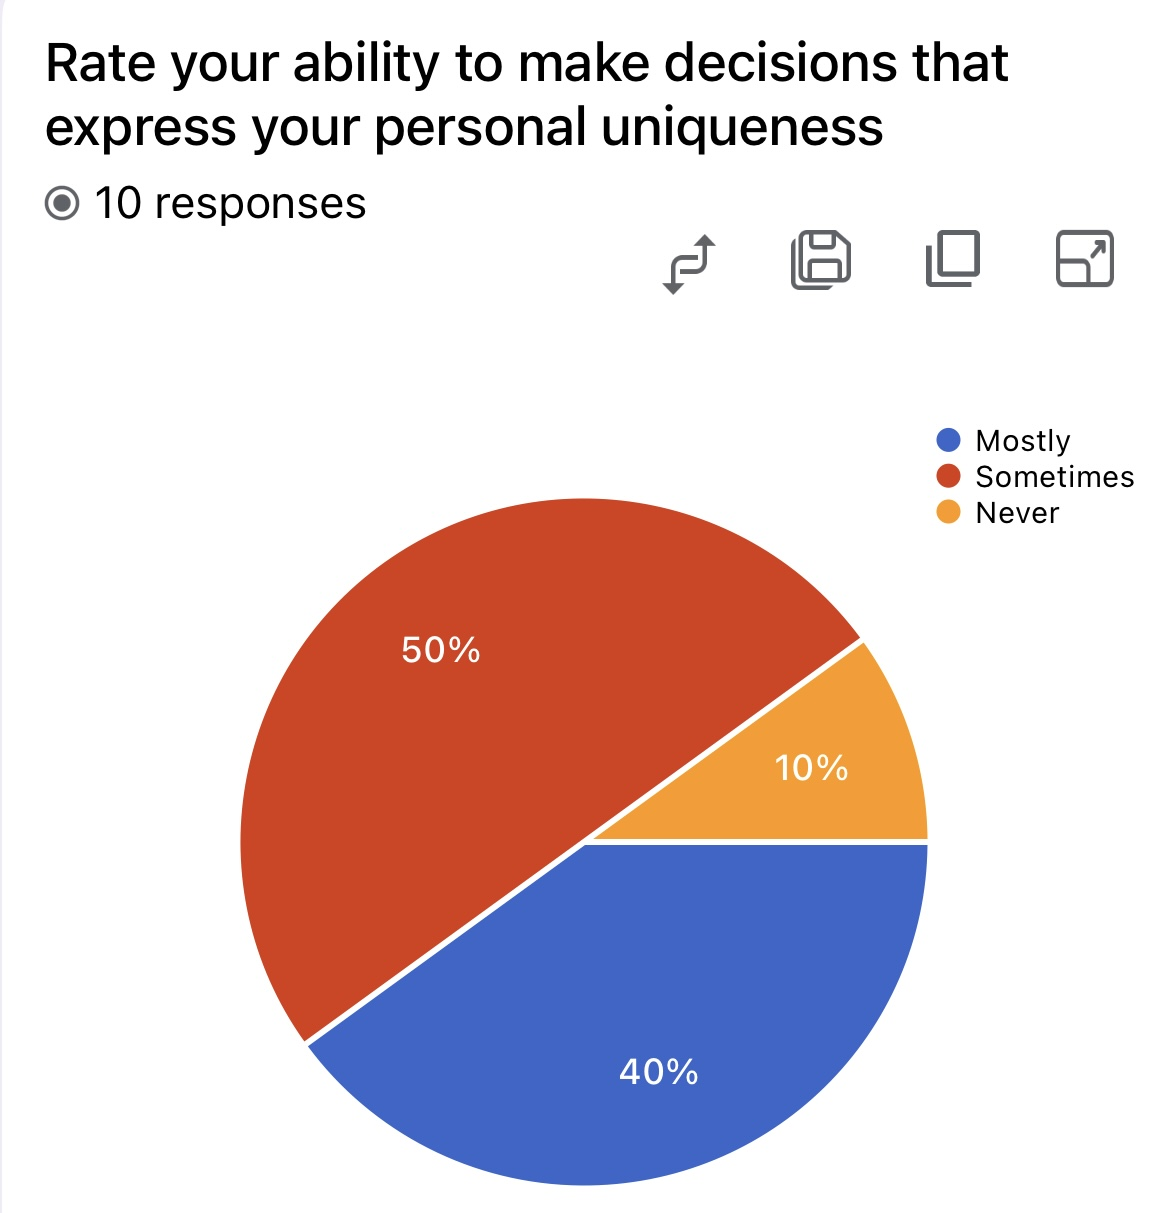 Rate your ability to make decisions that
express your personal uniqueness
10 responses
Mostly
Sometimes
Never
50%
10%
40%